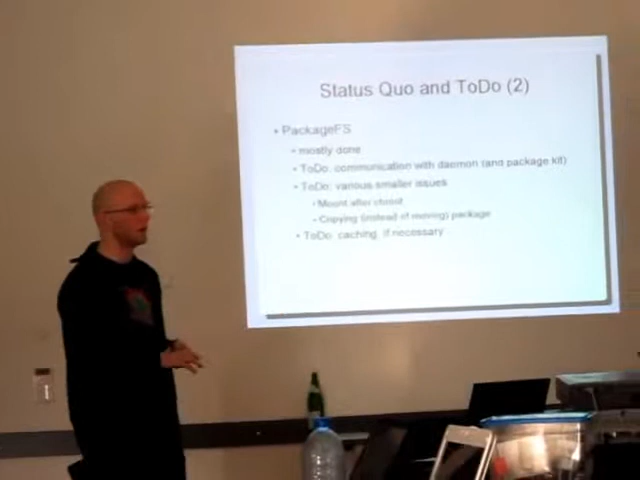 Status Quo and ToDo (2)
• PackageFS
• mostly done
• ToDo: communication with daemon (and package kit)
• ToDo: various smaller issues
• Mount after chroot
• Copying (instead of moving) package
• ToDo: caching, if necessary